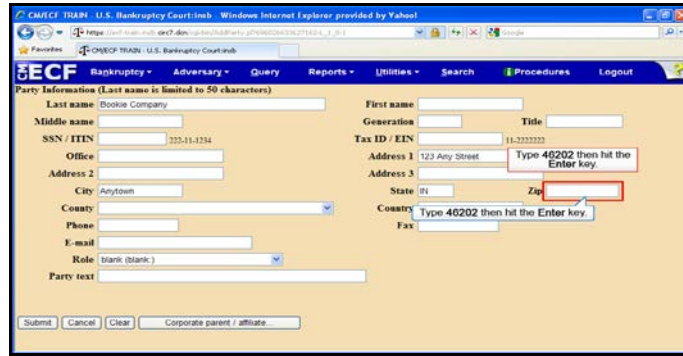 CM/ECF TRAIN - U.S. Bankruptcy Court:insb - Windows Internet Explorer provided by Yahoo!
Google
Favorites CM/ECF TRAIN - U.S. Bankruptcy Court:insb
ECF Bankruptcy Adversary Query Reports Utilities Search Procedures Logout ?
Party Information (Last name is limited to 50 characters)
Last name Bookie Company First name
Middle name Generation Title
SSN / ITIN 222-11-1234 Tax ID / EIN 11-2222222
Office Address 1 123 Any Street
Type 46202 then hit the
Enter key.
Address 2 Address 3
City Anytown State IN Zip
County Country
Type 46202 then hit the Enter key.
Phone Fax
E-mail
Role blank (blank:)
Party text
Submit Cancel Clear Corporate parent / affiliate...